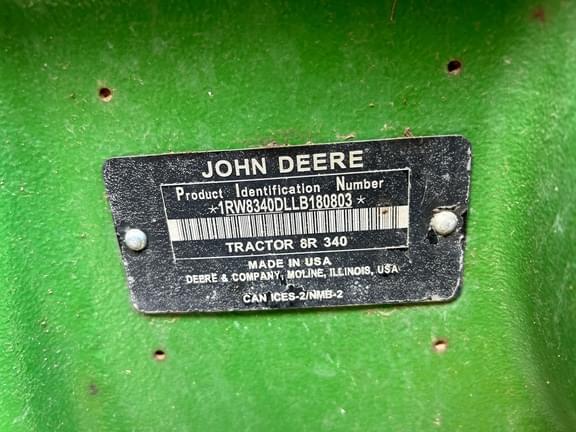 JOHN DEERE
Product Identification Number
*1RW8340DLLB180803*
TRACTOR 8R 340
MADE IN USA
DEERE & COMPANY, MOLINE, ILLINOIS, USA
CAN ICES-2/NMB-2